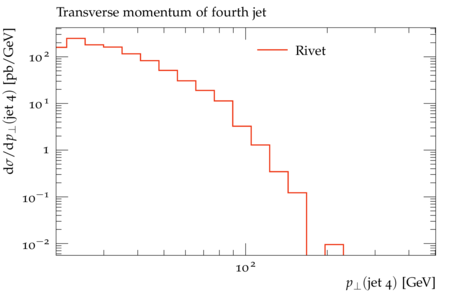 Transverse momentum of fourth jet
Rivet
dσ/dp⊥(jet 4) [pb/GeV]
10²
10¹
1
10⁻¹
10⁻²
10²
p⊥(jet 4) [GeV]